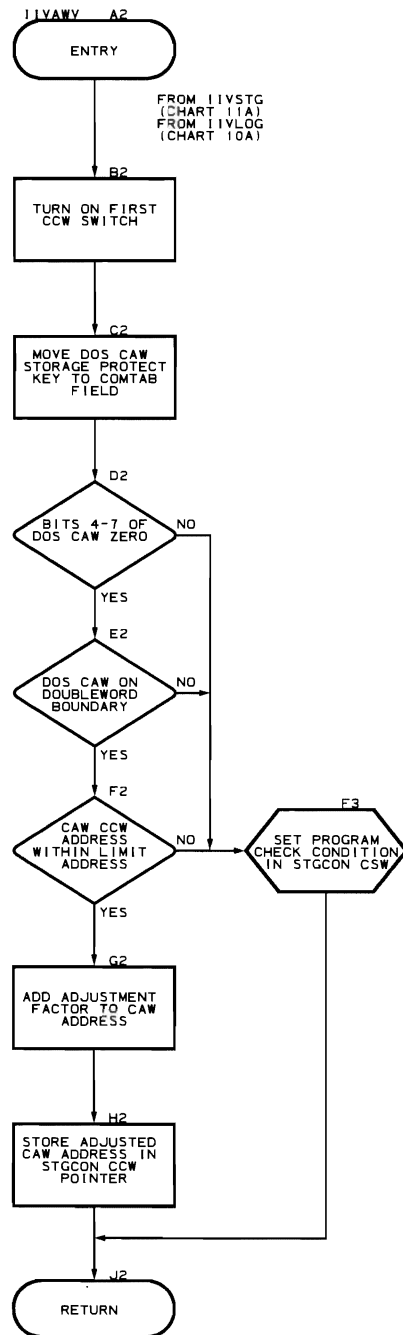 IIVAWV A2
ENTRY
FROM IIVSTG
(CHART 11A)
FROM IIVLOG
(CHART 10A)
B2
TURN ON FIRST
CCW SWITCH
C2
MOVE DOS CAW
STORAGE PROTECT
KEY TO COMTAB
FIELD
D2
BITS 4-7 OF
DOS CAW ZERO
NO
YES
E2
DOS CAW ON
DOUBLEWORD
BOUNDARY
NO
YES
F2
CAW CCW
ADDRESS
WITHIN LIMIT
ADDRESS
NO
YES
F3
SET PROGRAM
CHECK CONDITION
IN STGCON CSW
G2
ADD ADJUSTMENT
FACTOR TO CAW
ADDRESS
H2
STORE ADJUSTED
CAW ADDRESS IN
STGCON CCW
POINTER
J2
RETURN